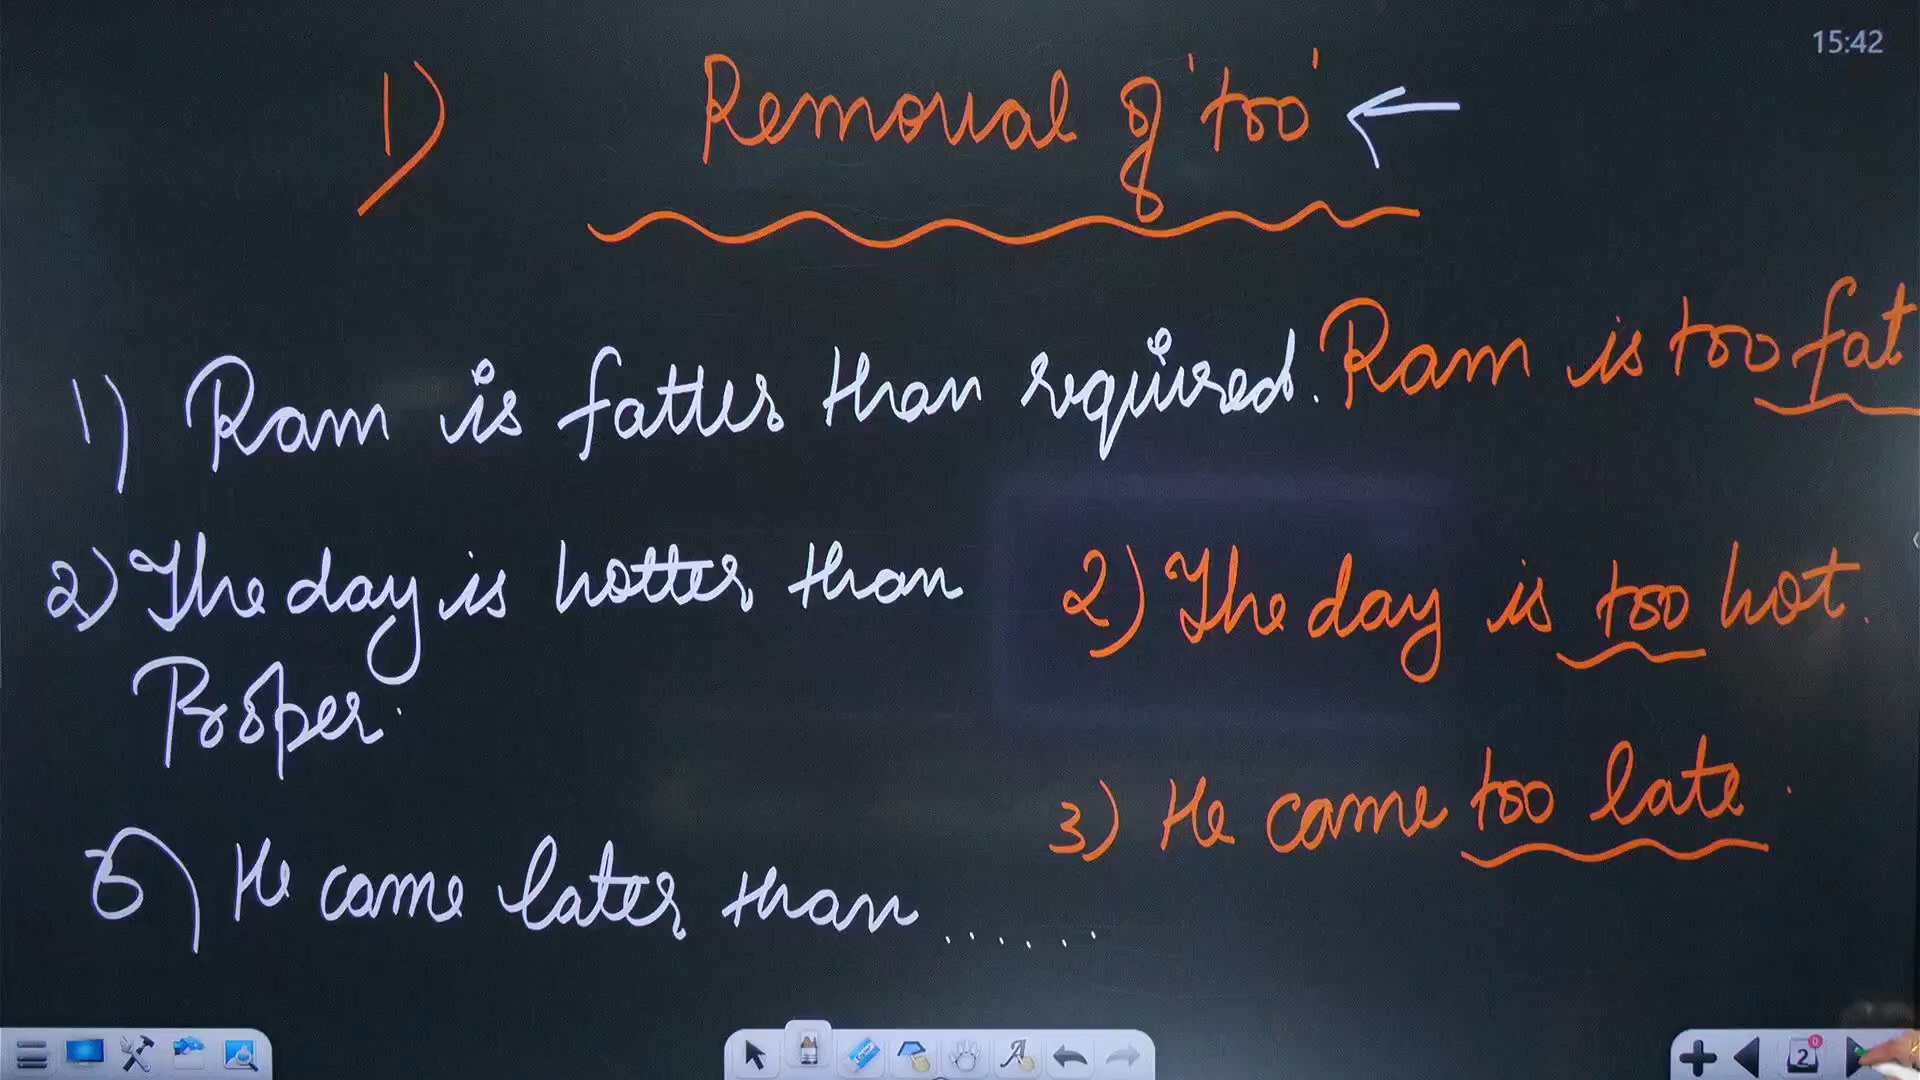 15:42
1) Removal of 'too' ←
1) Ram is fatter than required. Ram is too fat
2) The day is hotter than
Proper.
2) The day is too hot.
3) He came later than ......
3) He came too late.
2